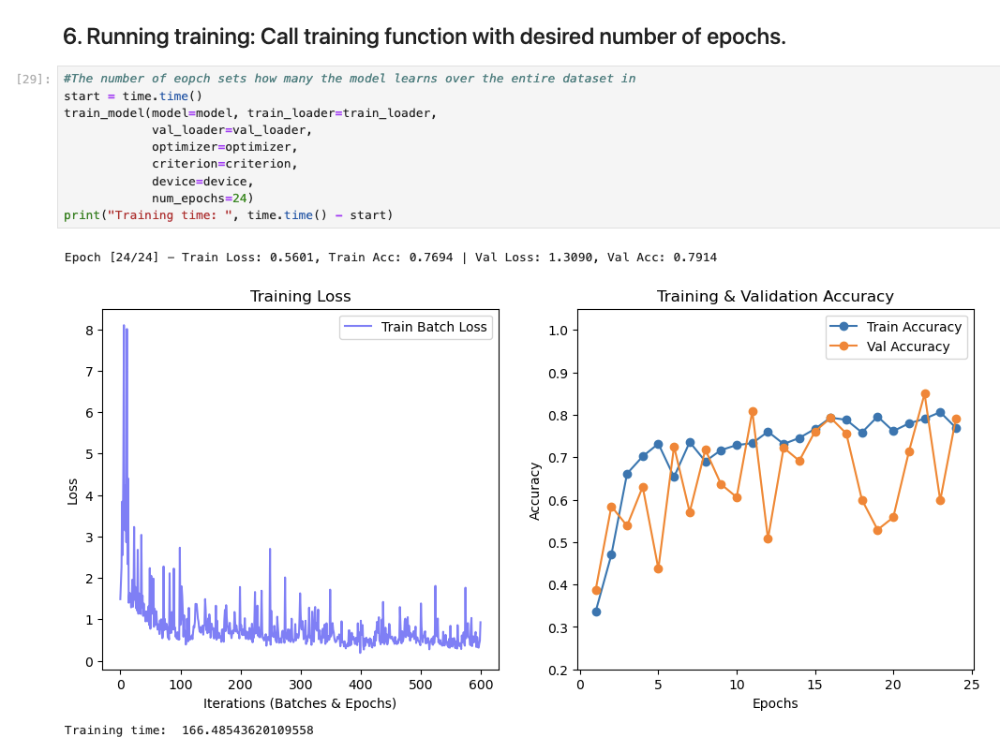 6. Running training: Call training function with desired number of epochs.
[29]:
#The number of eopch sets how many the model learns over the entire dataset in
start = time.time()
train_model(model=model, train_loader=train_loader,
            val_loader=val_loader,
            optimizer=optimizer,
            criterion=criterion,
            device=device,
            num_epochs=24)
print("Training time: ", time.time() - start)
Epoch [24/24] - Train Loss: 0.5601, Train Acc: 0.7694 | Val Loss: 1.3090, Val Acc: 0.7914
Training Loss
Train Batch Loss
8
7
6
5
4
3
2
1
0
Loss
0 100 200 300 400 500 600
Iterations (Batches & Epochs)
Training & Validation Accuracy
Train Accuracy
Val Accuracy
1.0
0.9
0.8
0.7
0.6
0.5
0.4
0.3
0.2
Accuracy
0 5 10 15 20 25
Epochs
Training time:  166.48543620109558